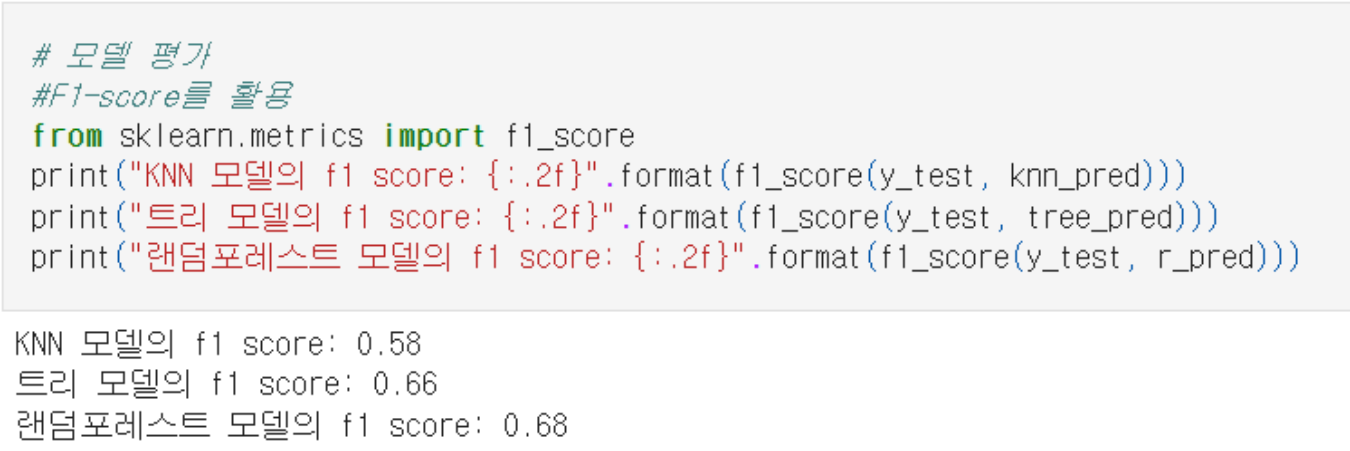 # 모델 평가
#F1-score를 활용
from sklearn.metrics import f1_score
print("KNN 모델의 f1 score: {:.2f}".format(f1_score(y_test, knn_pred)))
print("트리 모델의 f1 score: {:.2f}".format(f1_score(y_test, tree_pred)))
print("랜덤포레스트 모델의 f1 score: {:.2f}".format(f1_score(y_test, r_pred)))
KNN 모델의 f1 score: 0.58
트리 모델의 f1 score: 0.66
랜덤포레스트 모델의 f1 score: 0.68